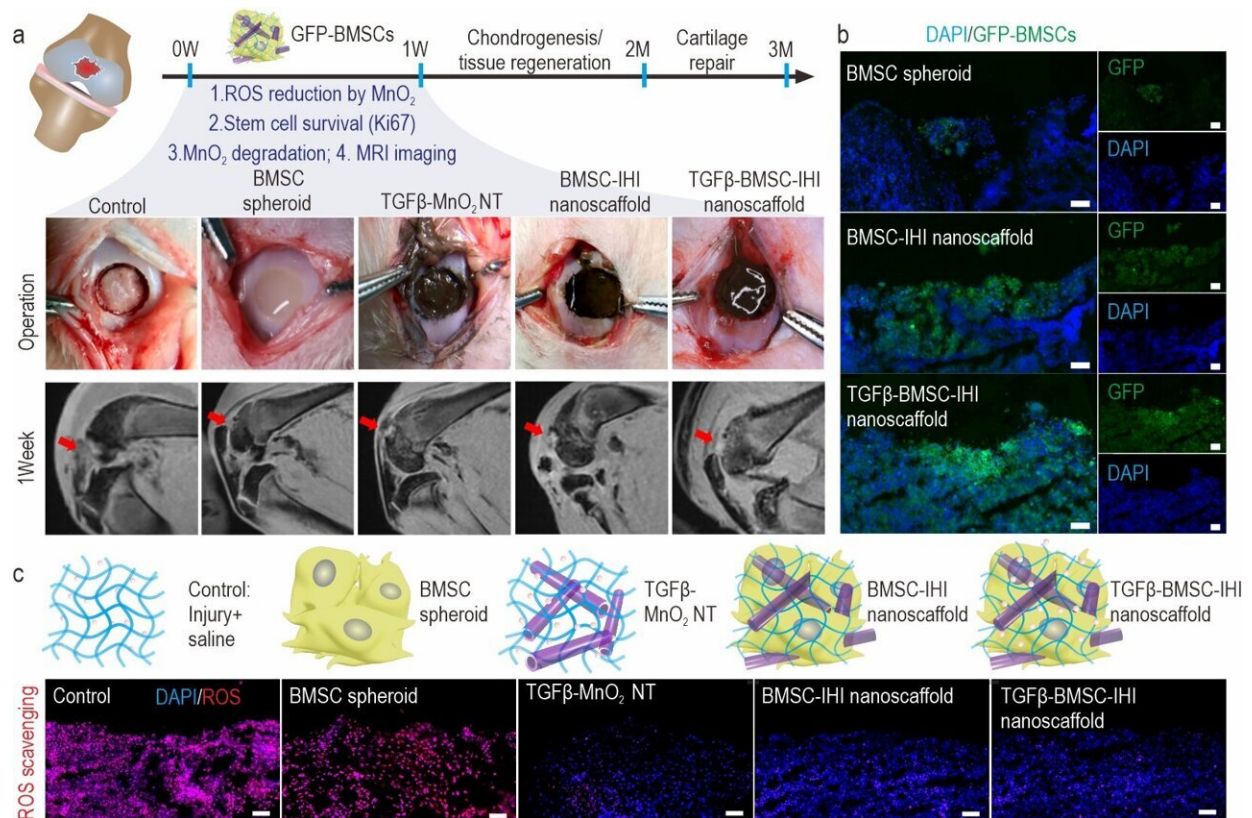 a
0W
GFP-BMSCs
1W
Chondrogenesis/
tissue regeneration
2M
Cartilage
repair
3M
1.ROS reduction by MnO₂
2.Stem cell survival (Ki67)
3.MnO₂ degradation; 4. MRI imaging
Control
BMSC
spheroid
TGFβ-MnO₂ NT
BMSC-IHI
nanoscaffold
TGFβ-BMSC-IHI
nanoscaffold
Operation
1Week
b
DAPI/GFP-BMSCs
BMSC spheroid
GFP
DAPI
BMSC-IHI nanoscaffold
GFP
DAPI
TGFβ-BMSC-IHI
nanoscaffold
GFP
DAPI
c
Control:
Injury+
saline
BMSC
spheroid
TGFβ-
MnO₂ NT
BMSC-IHI
nanoscaffold
TGFβ-BMSC-IHI
nanoscaffold
ROS scavenging
Control
DAPI/ROS
BMSC spheroid
TGFβ-MnO₂ NT
BMSC-IHI nanoscaffold
TGFβ-BMSC-IHI
nanoscaffold